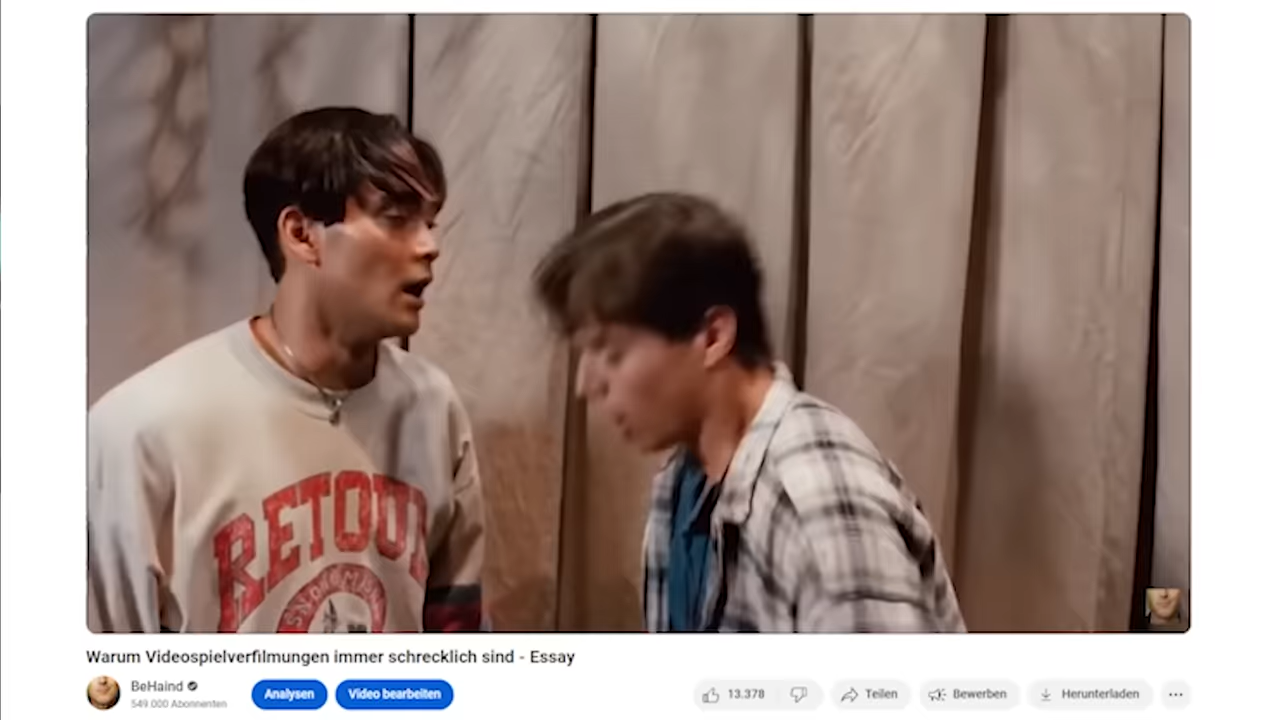 RETOUR
SNOHOMISH
Warum Videospielverfilmungen immer schrecklich sind - Essay
BeHaind
549.000 Abonnenten
Analysen
Video bearbeiten
13.378
Teilen
Bewerben
Herunterladen